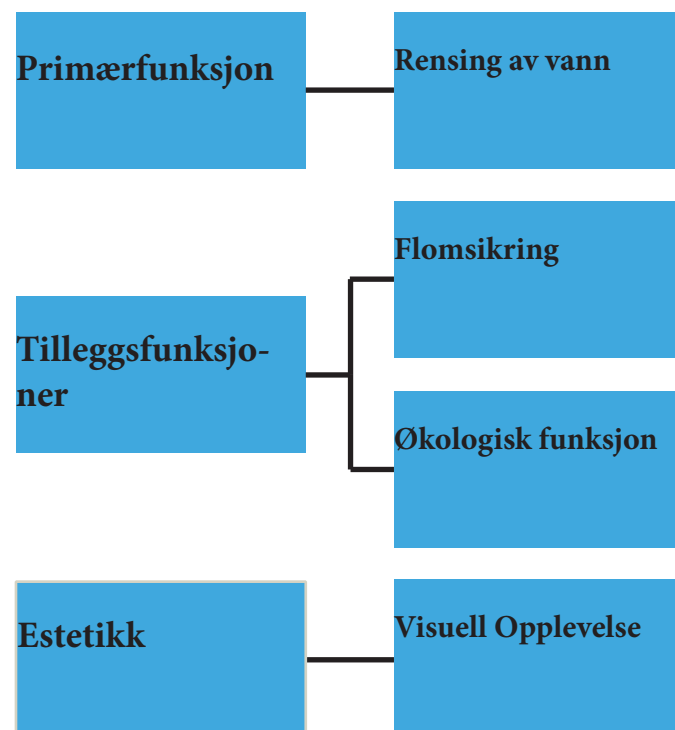 Primærfunksjon
Rensing av vann
Flomsikring
Tilleggsfunksjo-
ner
Økologisk funksjon
Estetikk
Visuell Opplevelse